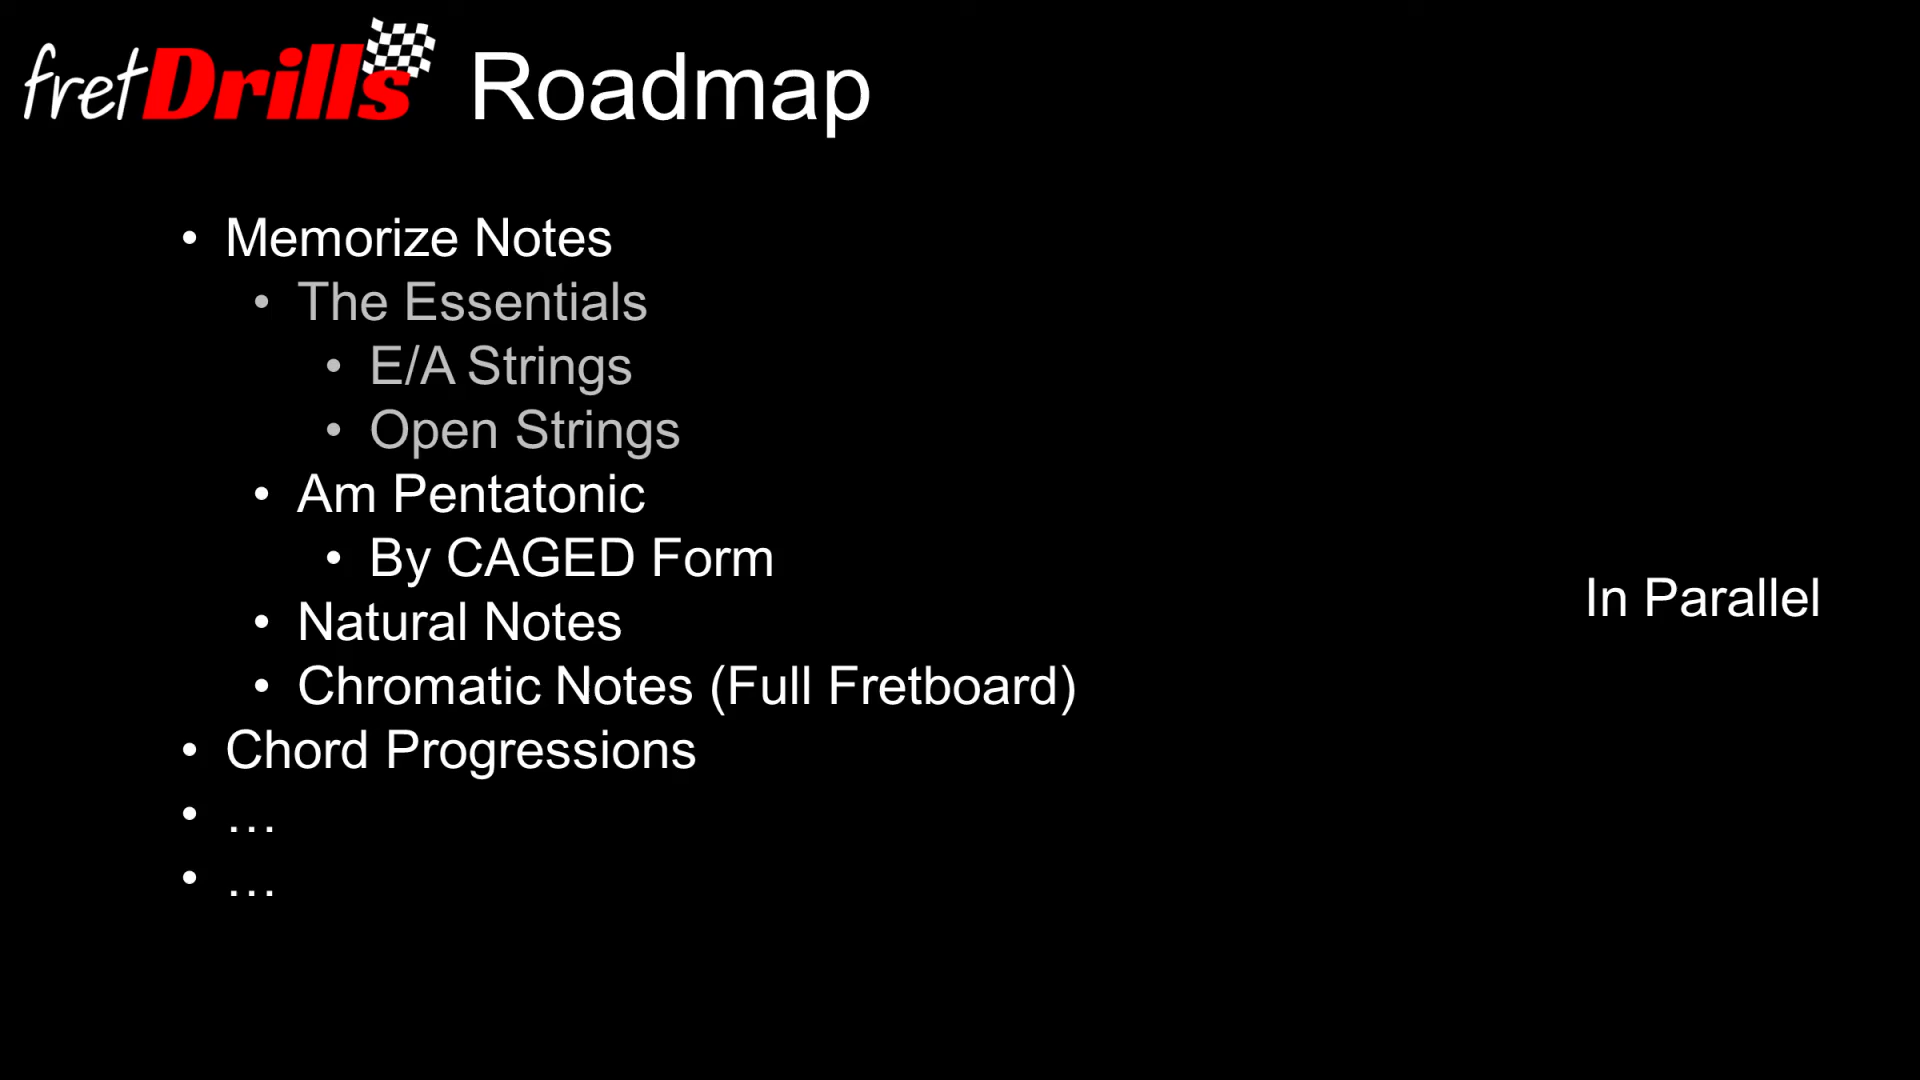 fretDrills Roadmap
• Memorize Notes
• The Essentials
• E/A Strings
• Open Strings
• Am Pentatonic
• By CAGED Form
In Parallel
• Natural Notes
• Chromatic Notes (Full Fretboard)
• Chord Progressions
• …
• …